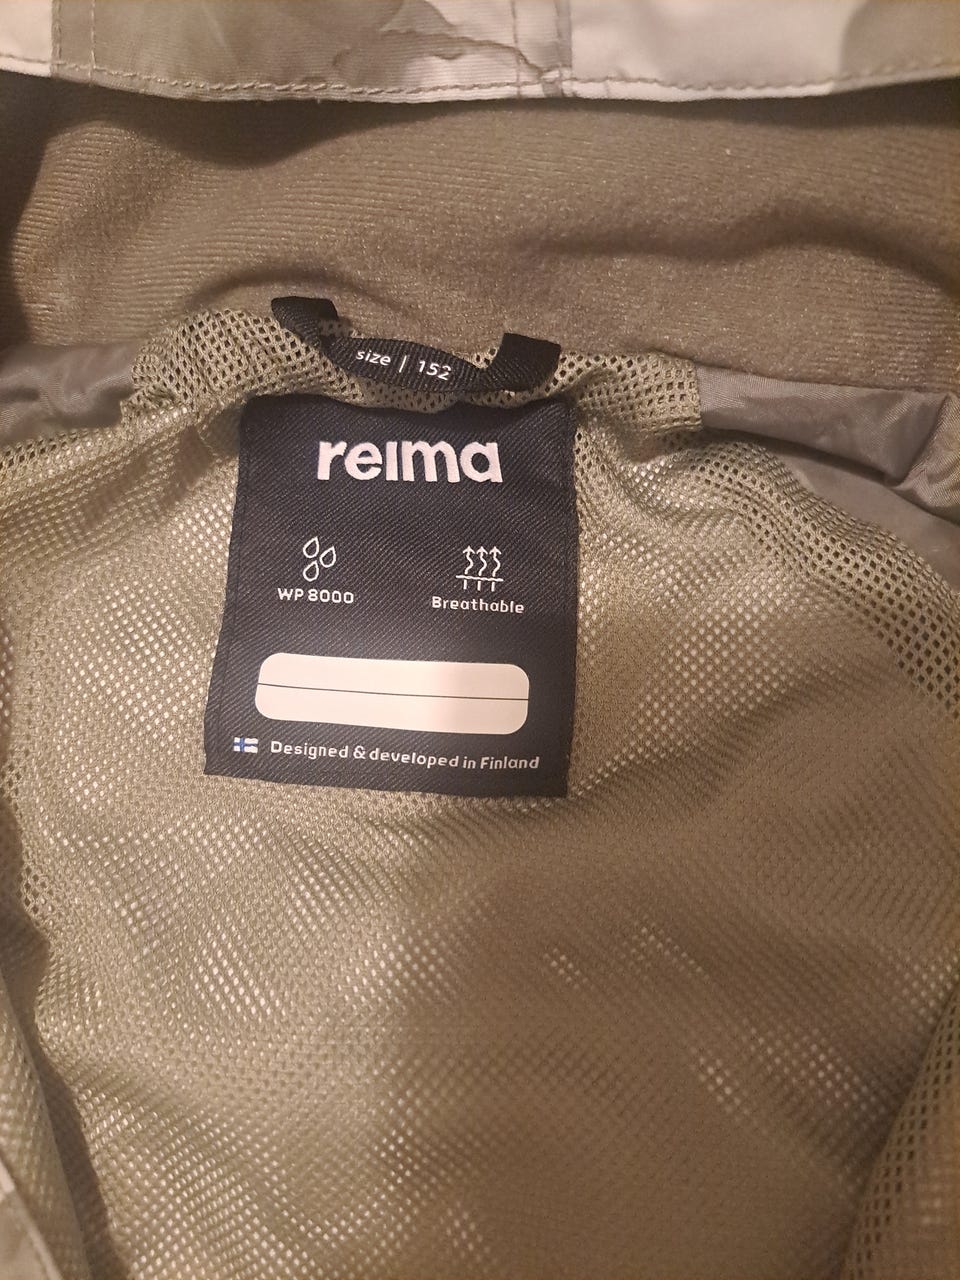 size | 152
reima
WP 8000
Breathable
Designed & developed in Finland